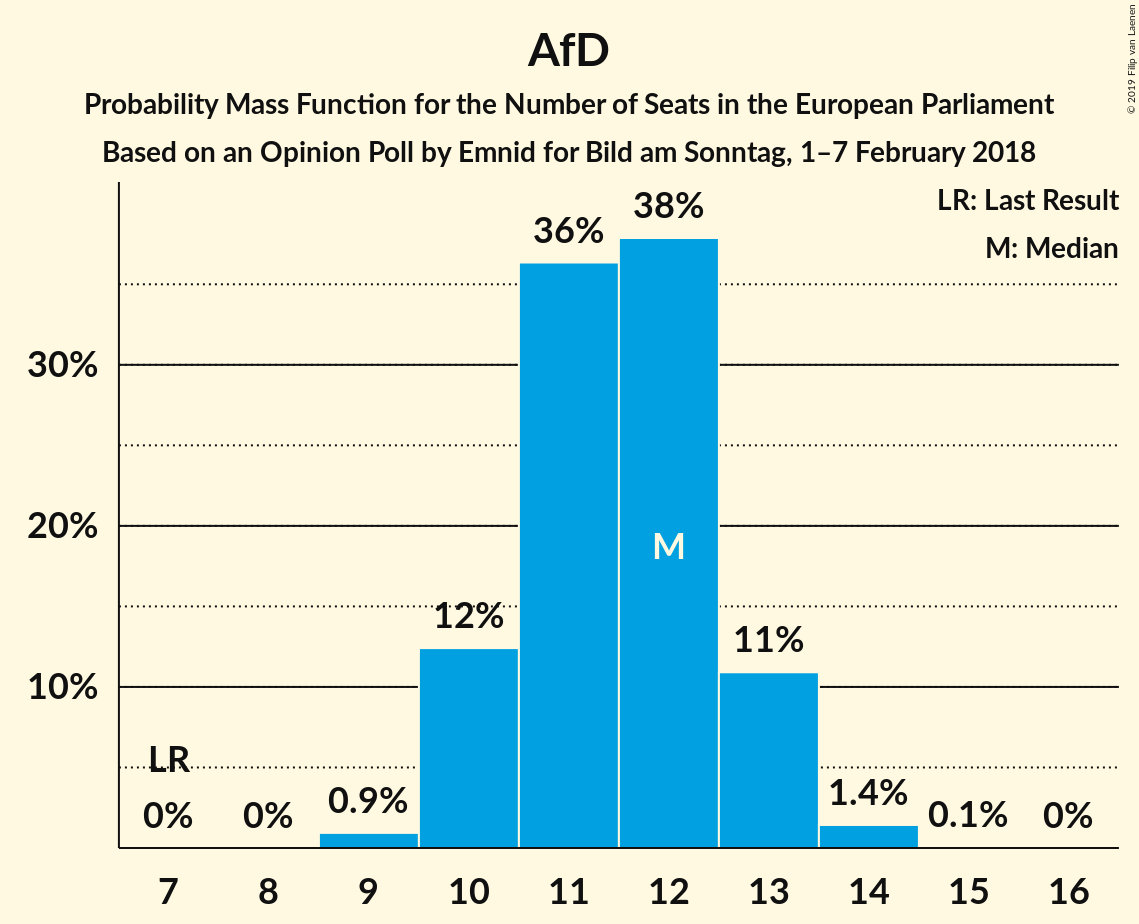 AfD
Probability Mass Function for the Number of Seats in the European Parliament
Based on an Opinion Poll by Emnid for Bild am Sonntag, 1–7 February 2018
© 2019 Filip van Laenen
LR: Last Result
M: Median
38%
36%
30%
20%
M
12%
11%
10%
LR
0% 0% 0.9% 1.4% 0.1% 0%
7 8 9 10 11 12 13 14 15 16